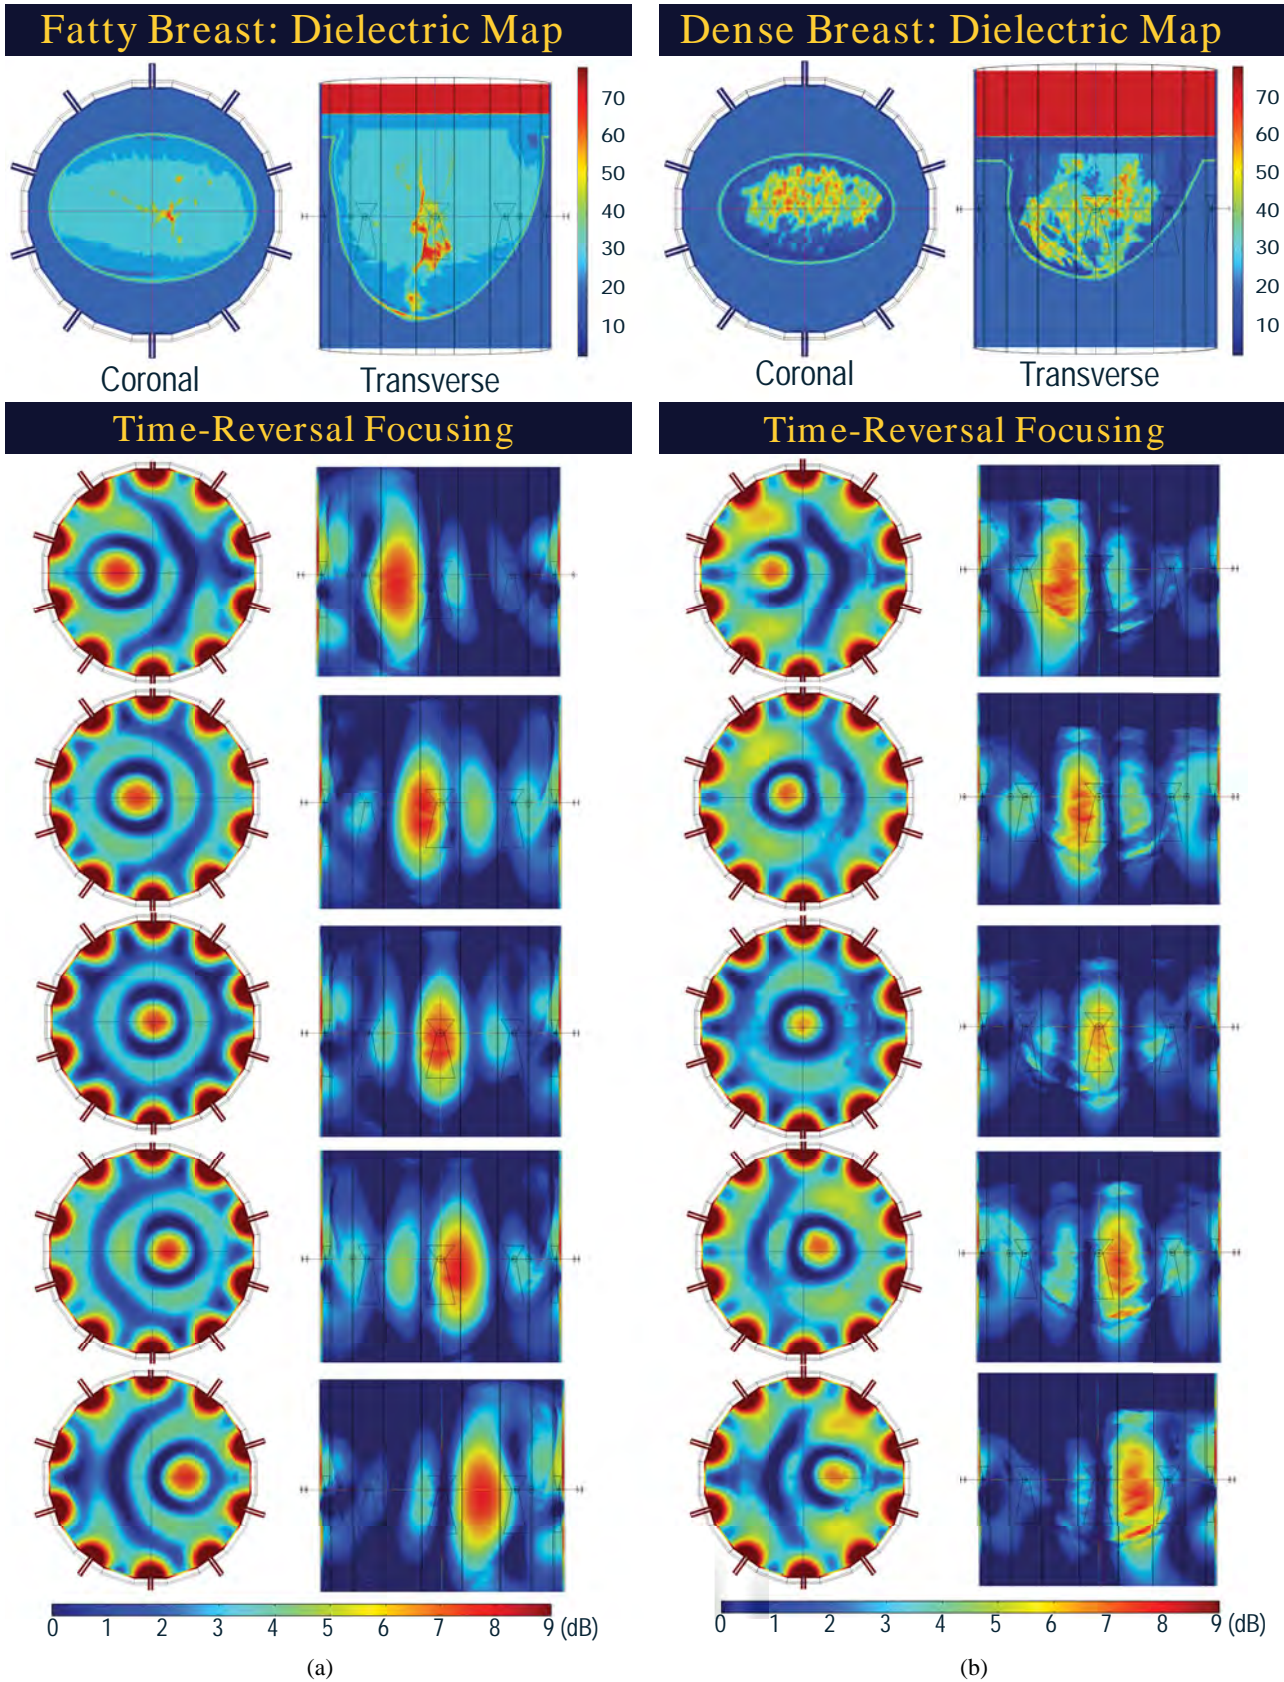 Fatty Breast: Dielectric Map
70
60
50
40
30
20
10
Coronal
Transverse
Time-Reversal Focusing
0 1 2 3 4 5 6 7 8 9 (dB)
(a)
Dense Breast: Dielectric Map
70
60
50
40
30
20
10
Coronal
Transverse
Time-Reversal Focusing
0 1 2 3 4 5 6 7 8 9 (dB)
(b)